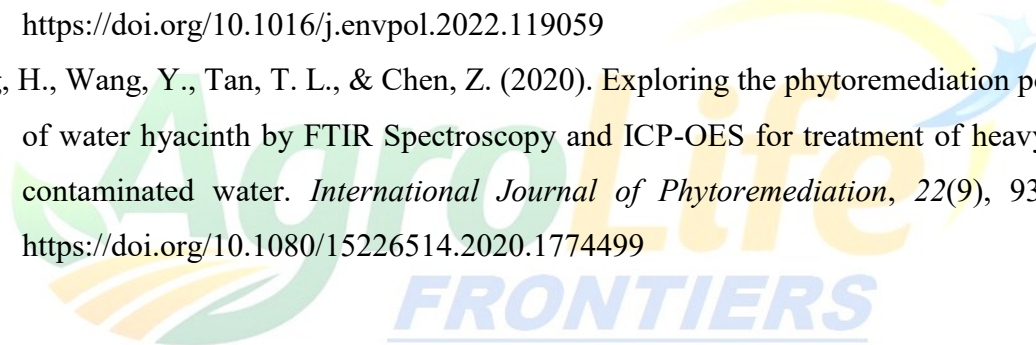 https://doi.org/10.1016/j.envpol.2022.119059
H., Wang, Y., Tan, T. L., & Chen, Z. (2020). Exploring the phytoremediation
of water hyacinth by FTIR Spectroscopy and ICP-OES for treatment of heavy
contaminated water. International Journal of Phytoremediation, 22(9), 93
https://doi.org/10.1080/15226514.2020.1774499
AgroLife
FRONTIERS